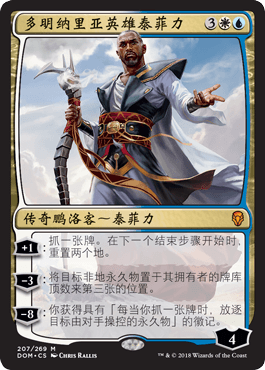 多明纳里亚英雄泰菲力 3
传奇鹏洛客～泰菲力
+1 ：抓一张牌。在下一个结束步骤开始时，
重置两个地。
-3 ：将目标非地永久物置于其拥有者的牌库
顶数来第三张的位置。
-8 ：你获得具有「每当你抓一张牌时，放逐
目标由对手操控的永久物」的徽记。
4
207/269 M
DOM • CS CHRIS RALLIS
™ & © 2018 Wizards of the Coast